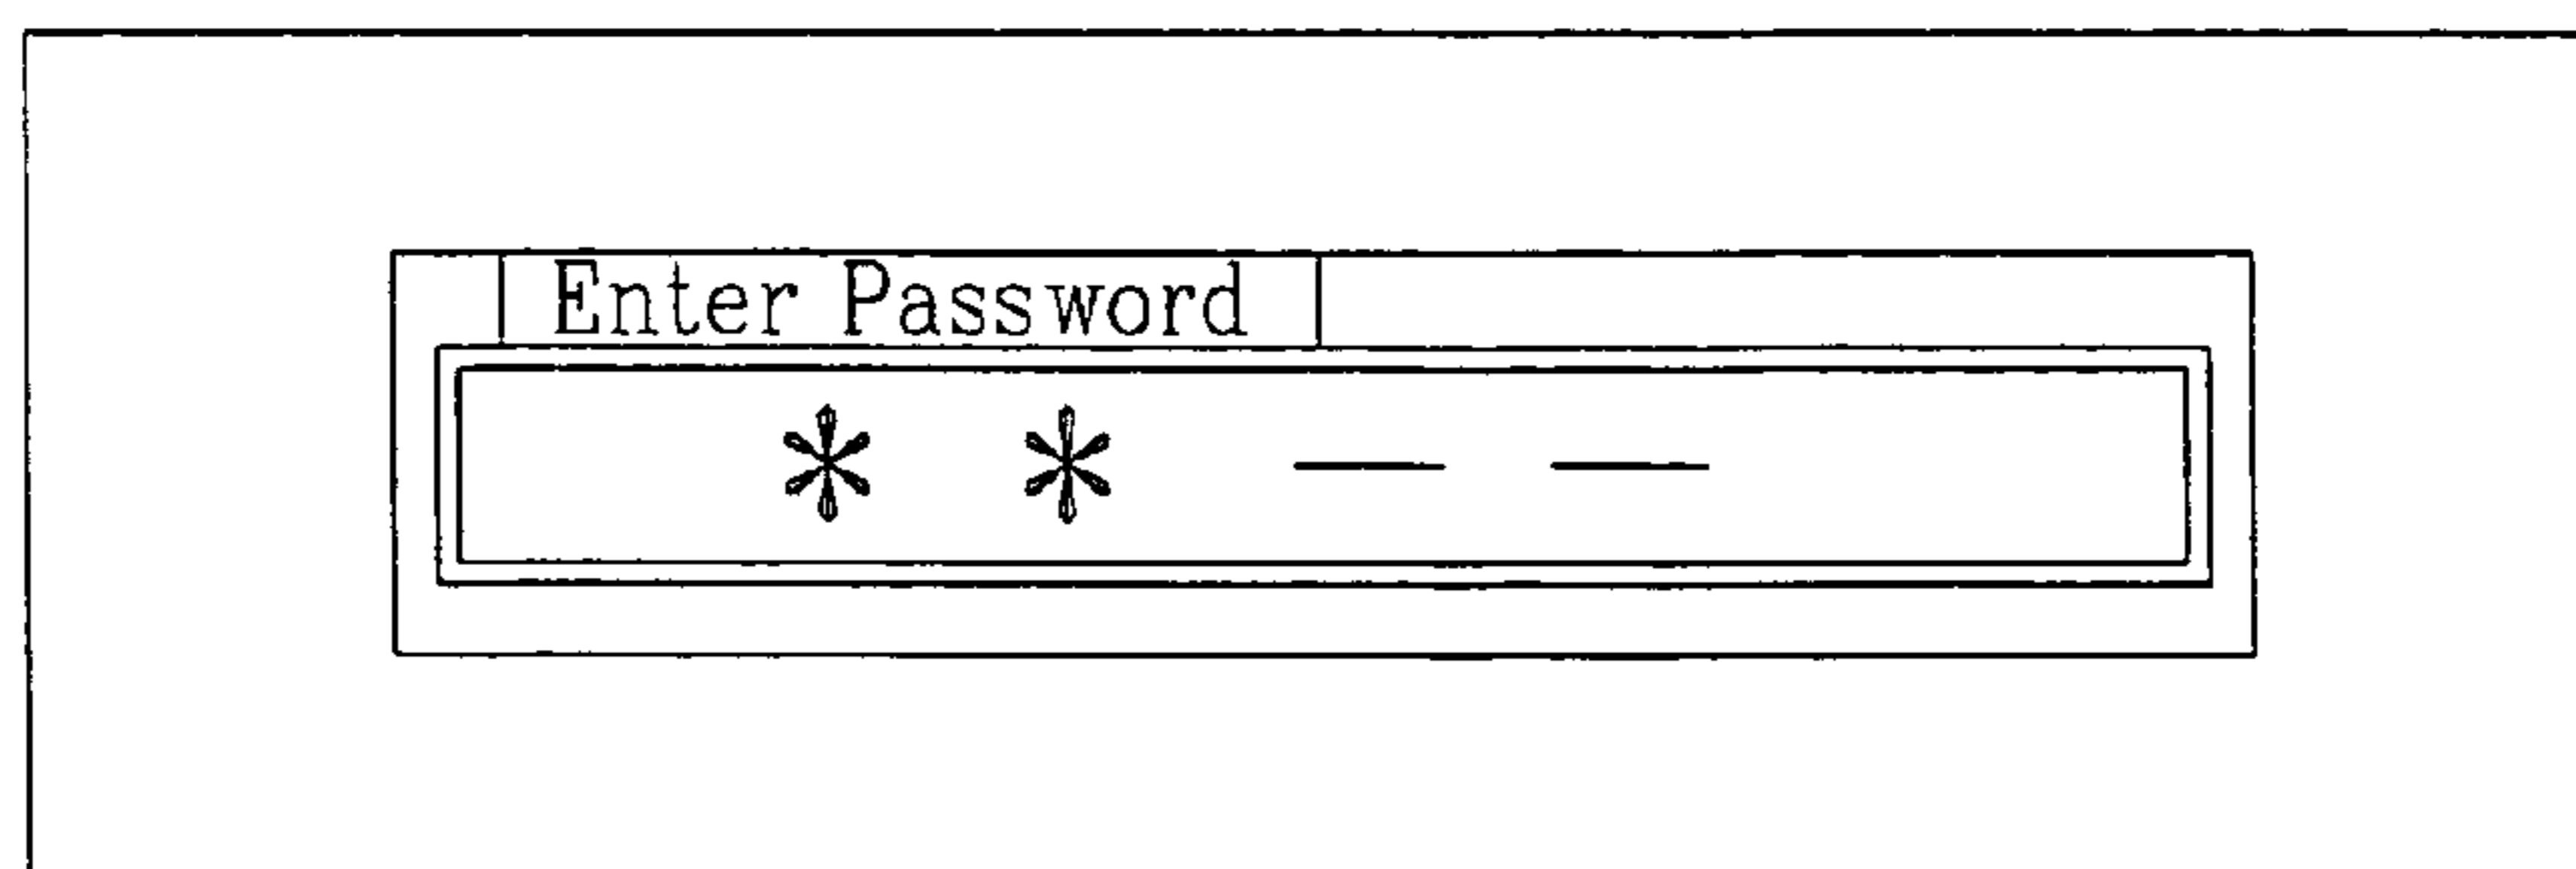 Enter Password
* * — —